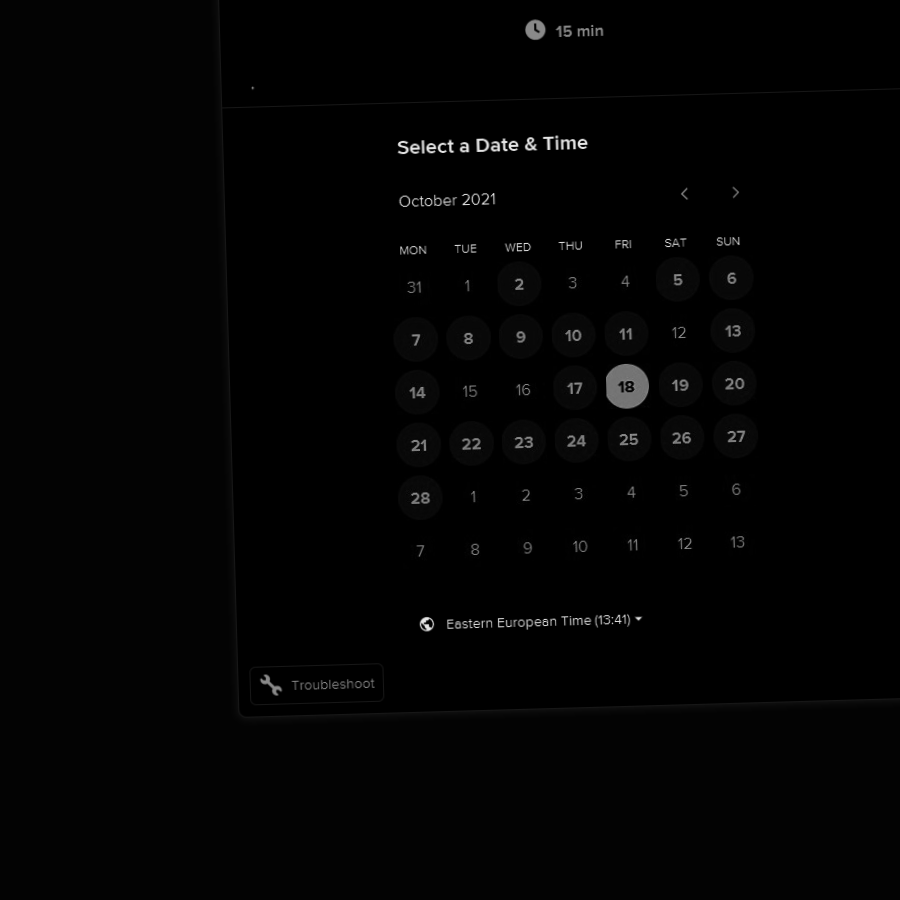 15 min
Select a Date & Time
October 2021
MON TUE WED THU FRI SAT SUN
31 1 2 3 4 5 6
7 8 9 10 11 12 13
14 15 16 17 18 19 20
21 22 23 24 25 26 27
28 1 2 3 4 5 6
7 8 9 10 11 12 13
Eastern European Time (13:41)
Troubleshoot